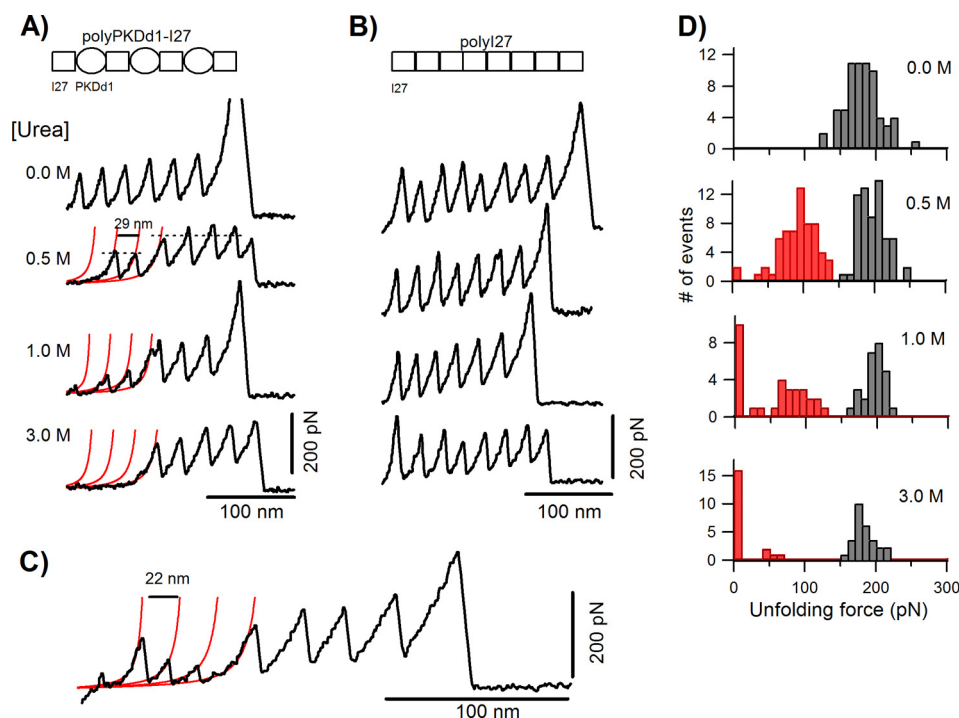 A)
polyPKDd1-I27
I27 PKDd1
[Urea]
0.0 M
29 nm
0.5 M
1.0 M
3.0 M
200 pN
100 nm
B)
polyI27
I27
200 pN
100 nm
C)
22 nm
200 pN
100 nm
D)
12
8
4
0
0.0 M
12
8
4
0
0.5 M
8
4
0
1.0 M
15
10
5
0
3.0 M
# of events
0 100 200 300
Unfolding force (pN)